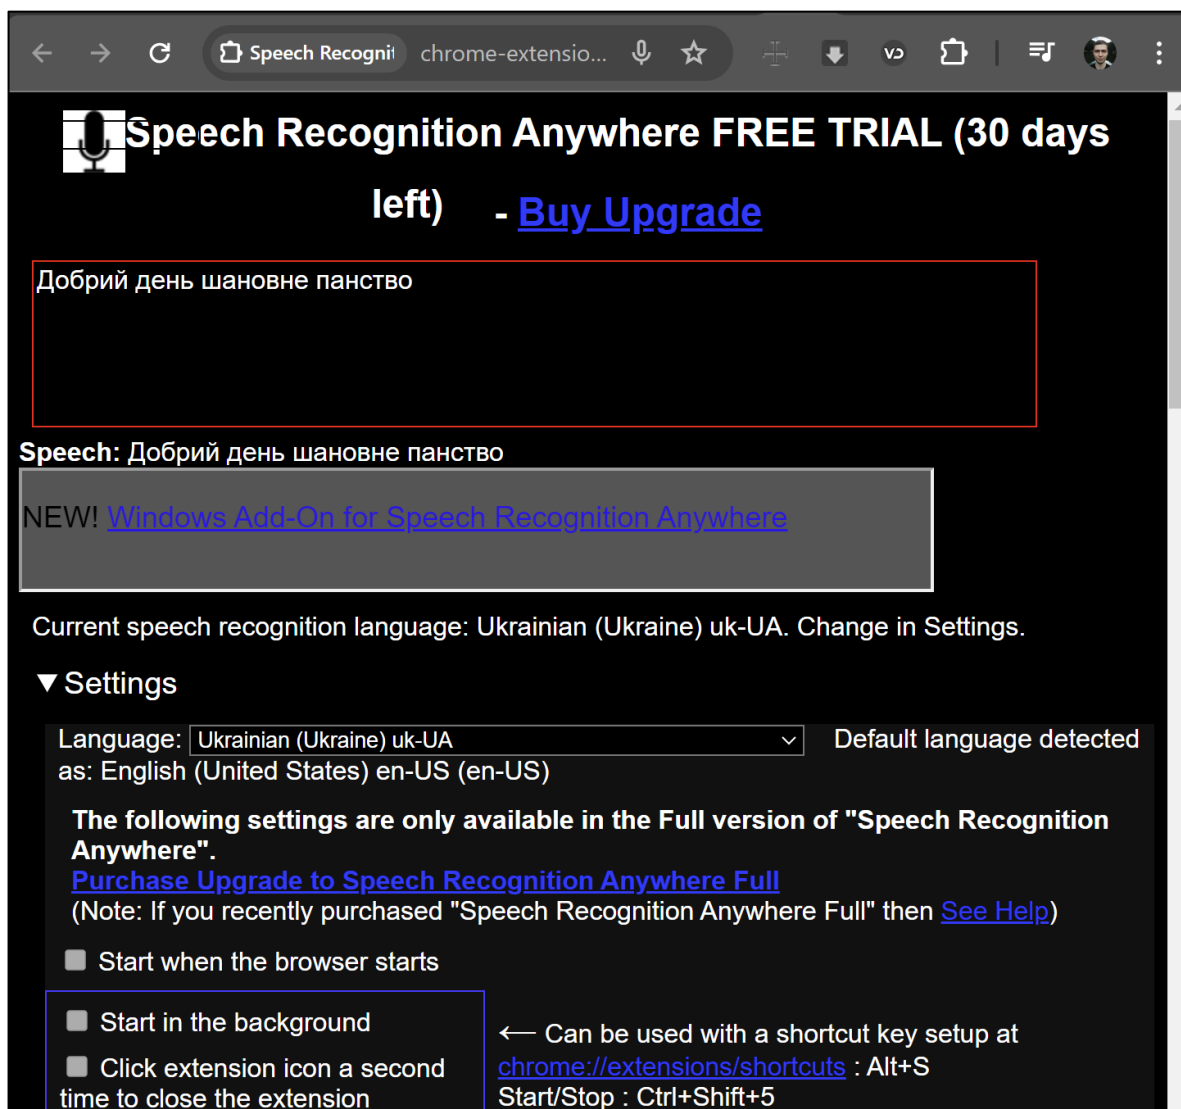 Speech Recognit chrome-extensio...
Speech Recognition Anywhere FREE TRIAL (30 days
left) - Buy Upgrade
Добрий день шановне панство
Speech: Добрий день шановне панство
NEW! Windows Add-On for Speech Recognition Anywhere
Current speech recognition language: Ukrainian (Ukraine) uk-UA. Change in Settings.
▼ Settings
Language: Ukrainian (Ukraine) uk-UA Default language detected
as: English (United States) en-US (en-US)
The following settings are only available in the Full version of "Speech Recognition
Anywhere".
Purchase Upgrade to Speech Recognition Anywhere Full
(Note: If you recently purchased "Speech Recognition Anywhere Full" then See Help)
Start when the browser starts
Start in the background
Click extension icon a second
time to close the extension
← Can be used with a shortcut key setup at
chrome://extensions/shortcuts : Alt+S
Start/Stop : Ctrl+Shift+5